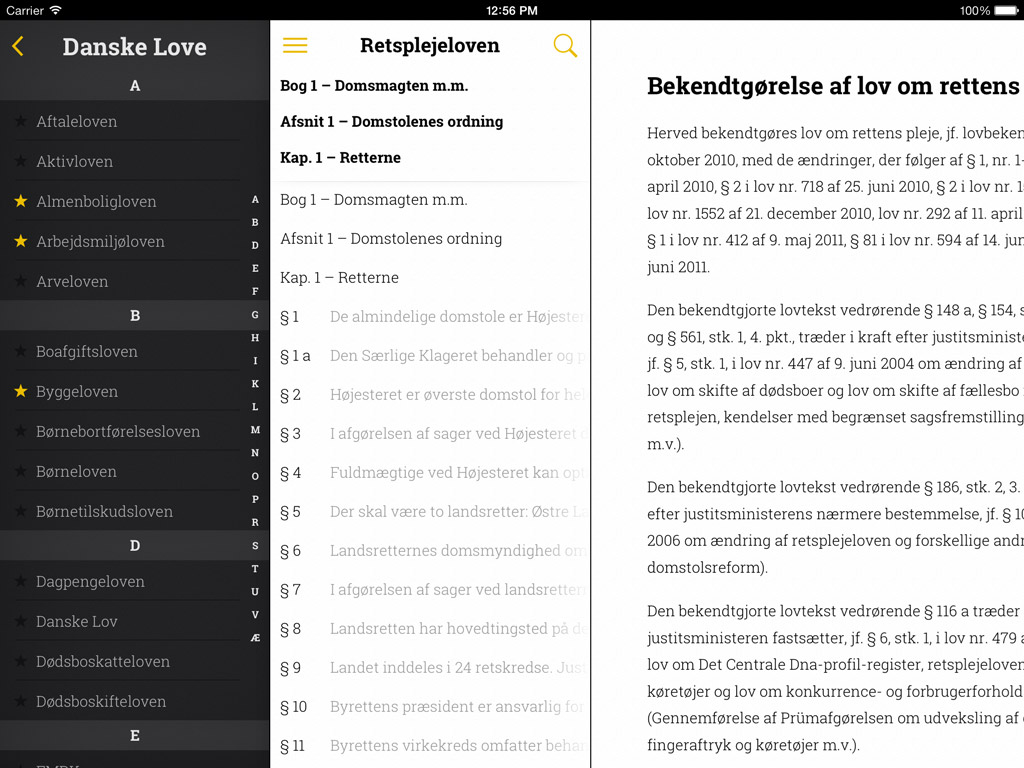 Carrier
12:56 PM
100%
Danske Love
A
Aftaleloven
Aktivloven
Almenboligloven
Arbejdsmiljøloven
Arveloven
B
Boafgiftsloven
Byggeloven
Børnebortførelsesloven
Børneloven
Børnetilskudsloven
D
Dagpengeloven
Danske Lov
Dødsboskatteloven
Dødsboskifteloven
E
A
B
D
E
F
G
H
I
K
L
M
N
O
P
R
S
T
U
V
Æ
Retsplejeloven
Bog 1 – Domsmagten m.m.
Afsnit 1 – Domstolenes ordning
Kap. 1 – Retterne
Bog 1 – Domsmagten m.m.
Afsnit 1 – Domstolenes ordning
Kap. 1 – Retterne
§ 1 De almindelige domstole er Højester
§ 1 a Den Særlige Klageret behandler og p
§ 2 Højesteret er øverste domstol for hel
§ 3 I afgørelsen af sager ved Højesteret d
§ 4 Fuldmægtige ved Højesteret kan opt
§ 5 Der skal være to landsretter: Østre La
§ 6 Landsretternes domsmyndighed om
§ 7 I afgørelsen af sager ved landsretter
§ 8 Landsretten har hovedtingsted på de
§ 9 Landet inddeles i 24 retskredse. Just
§ 10 Byrettens præsident er ansvarlig for
§ 11 Byrettens virkekreds omfatter behan
Bekendtgørelse af lov om rettens
Herved bekendtgøres lov om rettens pleje, jf. lovbeken
oktober 2010, med de ændringer, der følger af § 1, nr. 1-
april 2010, § 2 i lov nr. 718 af 25. juni 2010, § 2 i lov nr. 1
lov nr. 1552 af 21. december 2010, lov nr. 292 af 11. april
§ 1 i lov nr. 412 af 9. maj 2011, § 81 i lov nr. 594 af 14. jun
juni 2011.
Den bekendtgjorte lovtekst vedrørende § 148 a, § 154, s
og § 561, stk. 1, 4. pkt., træder i kraft efter justitsministe
jf. § 5, stk. 1, i lov nr. 447 af 9. juni 2004 om ændring af
lov om skifte af dødsboer og lov om skifte af fællesbo
retsplejen, kendelser med begrænset sagsfremstilling
m.v.).
Den bekendtgjorte lovtekst vedrørende § 186, stk. 2, 3.
efter justitsministerens nærmere bestemmelse, jf. § 10
2006 om ændring af retsplejeloven og forskellige andr
domstolsreform).
Den bekendtgjorte lovtekst vedrørende § 116 a træder
justitsministeren fastsætter, jf. § 6, stk. 1, i lov nr. 479 a
lov om Det Centrale Dna-profil-register, retsplejeloven
køretøjer og lov om konkurrence- og forbrugerforhold
(Gennemførelse af Prümafgørelsen om udveksling af
fingeraftryk og køretøjer m.v.).